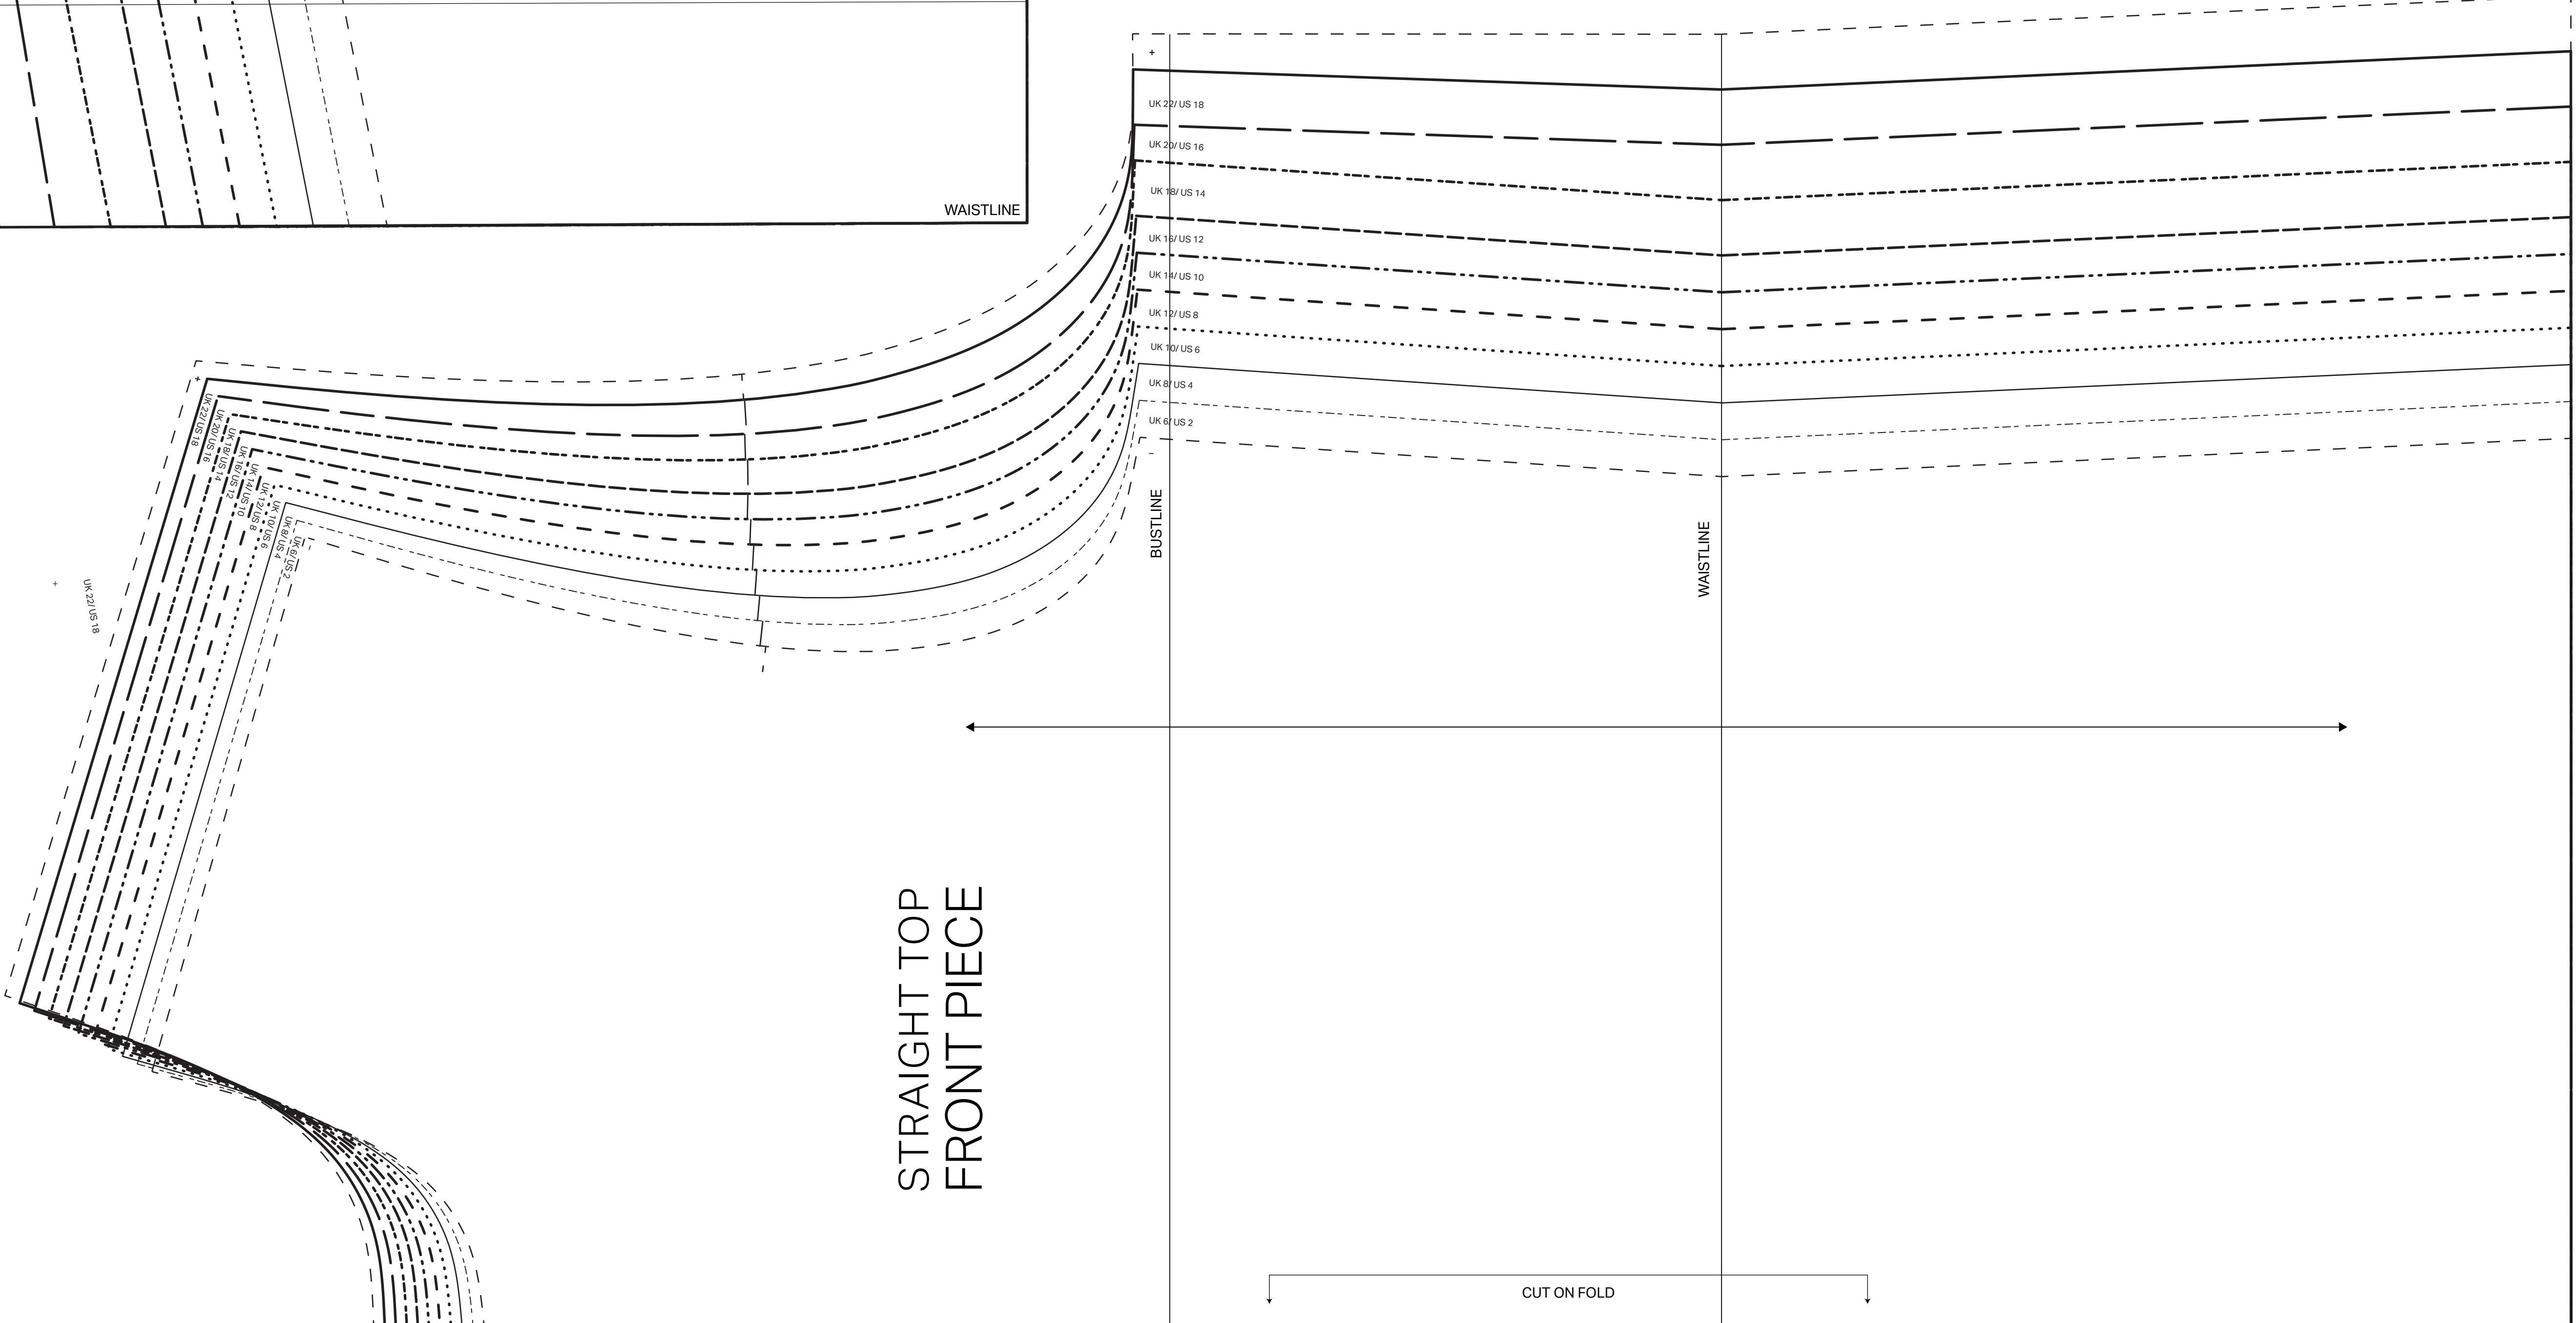 WAISTLINE
+
UK 22/ US 18
UK 20/ US 16
UK 18/ US 14
UK 16/ US 12
UK 14/ US 10
UK 12/ US 8
UK 10/ US 6
UK 8/ US 4
UK 6/ US 2
-
BUSTLINE
WAISTLINE
+
UK 22/ US 18
UK 20/ US 16
UK 18/ US 14
UK 16/ US 12
UK 14/ US 10
UK 12/ US 8
UK 10/ US 6
UK 8/ US 4
UK 6/ US 2
+
UK 22/ US 18
STRAIGHT TOP
FRONT PIECE
CUT ON FOLD